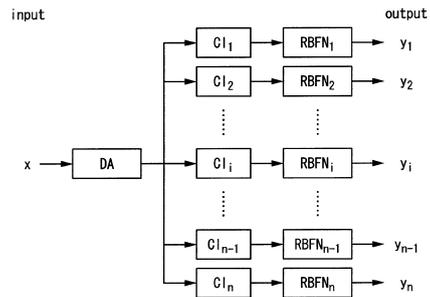 input output
CI₁ RBFN₁ y₁
CI₂ RBFN₂ y₂
x DA CIᵢ RBFNᵢ yᵢ
CIₙ₋₁ RBFNₙ₋₁ yₙ₋₁
CIₙ RBFNₙ yₙ